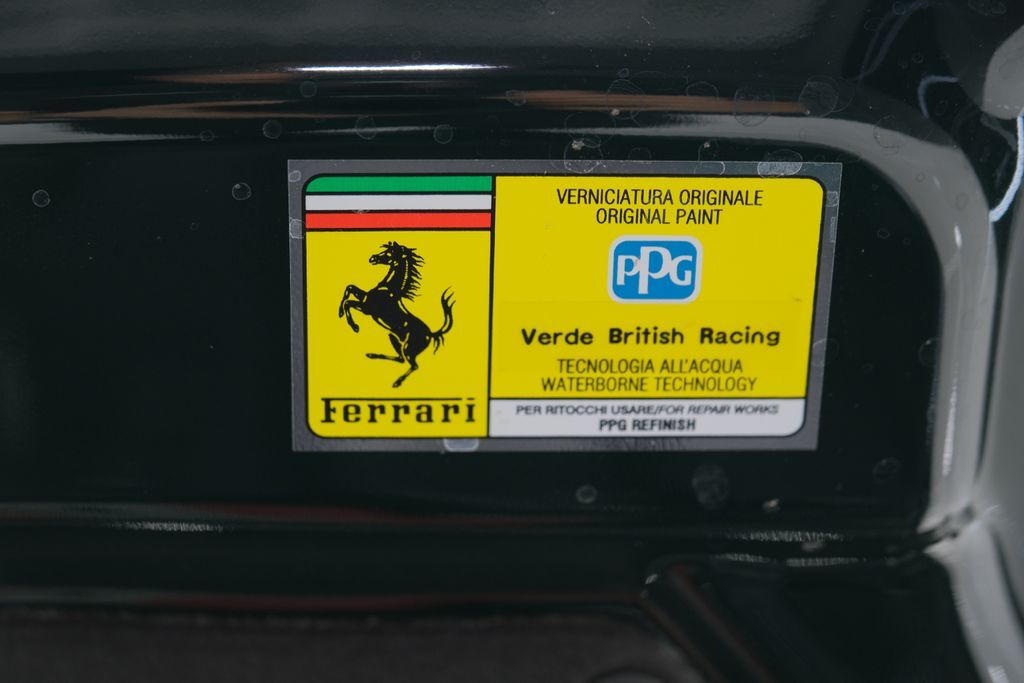 VERNICIATURA ORIGINALE
ORIGINAL PAINT
PPG
Verde British Racing
TECNOLOGIA ALL'ACQUA
WATERBORNE TECHNOLOGY
Ferrari
PER RITOCCHI USARE/FOR REPAIR WORKS
PPG REFINISH